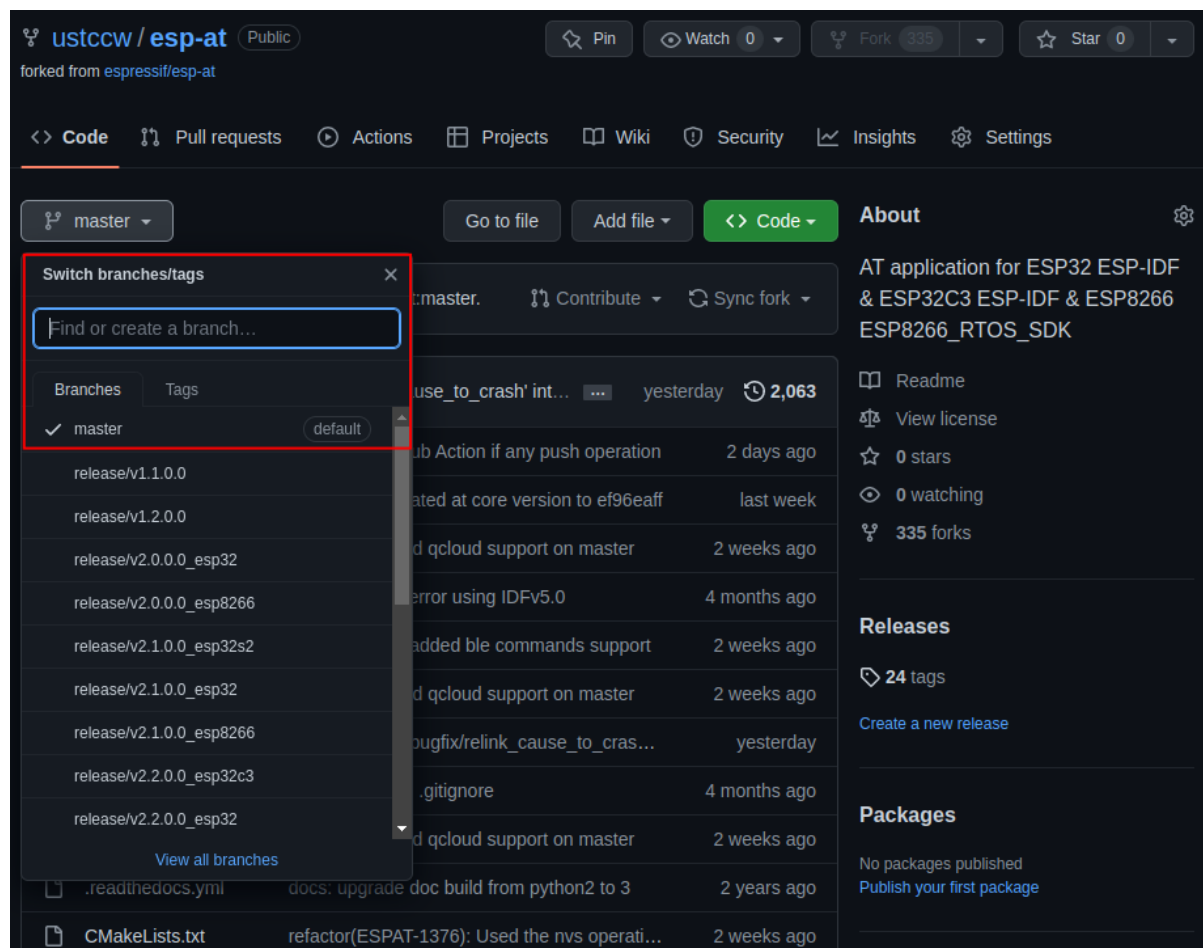 ustccw / esp-at Public
Pin
Watch 0
Fork 335
Star 0
forked from espressif/esp-at
Code
Pull requests
Actions
Projects
Wiki
Security
Insights
Settings
master
Go to file
Add file
Code
Switch branches/tags
Find or create a branch…
Branches
Tags
master default
release/v1.1.0.0
release/v1.2.0.0
release/v2.0.0.0_esp32
release/v2.0.0.0_esp8266
release/v2.1.0.0_esp32s2
release/v2.1.0.0_esp32
release/v2.1.0.0_esp8266
release/v2.2.0.0_esp32c3
release/v2.2.0.0_esp32
View all branches
:master.
Contribute
Sync fork
use_to_crash' int… ... yesterday 2,063
ub Action if any push operation 2 days ago
ated at core version to ef96eaff last week
d qcloud support on master 2 weeks ago
error using IDFv5.0 4 months ago
added ble commands support 2 weeks ago
d qcloud support on master 2 weeks ago
bugfix/relink_cause_to_cras… yesterday
.gitignore 4 months ago
d qcloud support on master 2 weeks ago
.readthedocs.yml docs: upgrade doc build from python2 to 3 2 years ago
CMakeLists.txt refactor(ESPAT-1376): Used the nvs operati… 2 weeks ago
About
AT application for ESP32 ESP-IDF
& ESP32C3 ESP-IDF & ESP8266
ESP8266_RTOS_SDK
Readme
View license
0 stars
0 watching
335 forks
Releases
24 tags
Create a new release
Packages
No packages published
Publish your first package